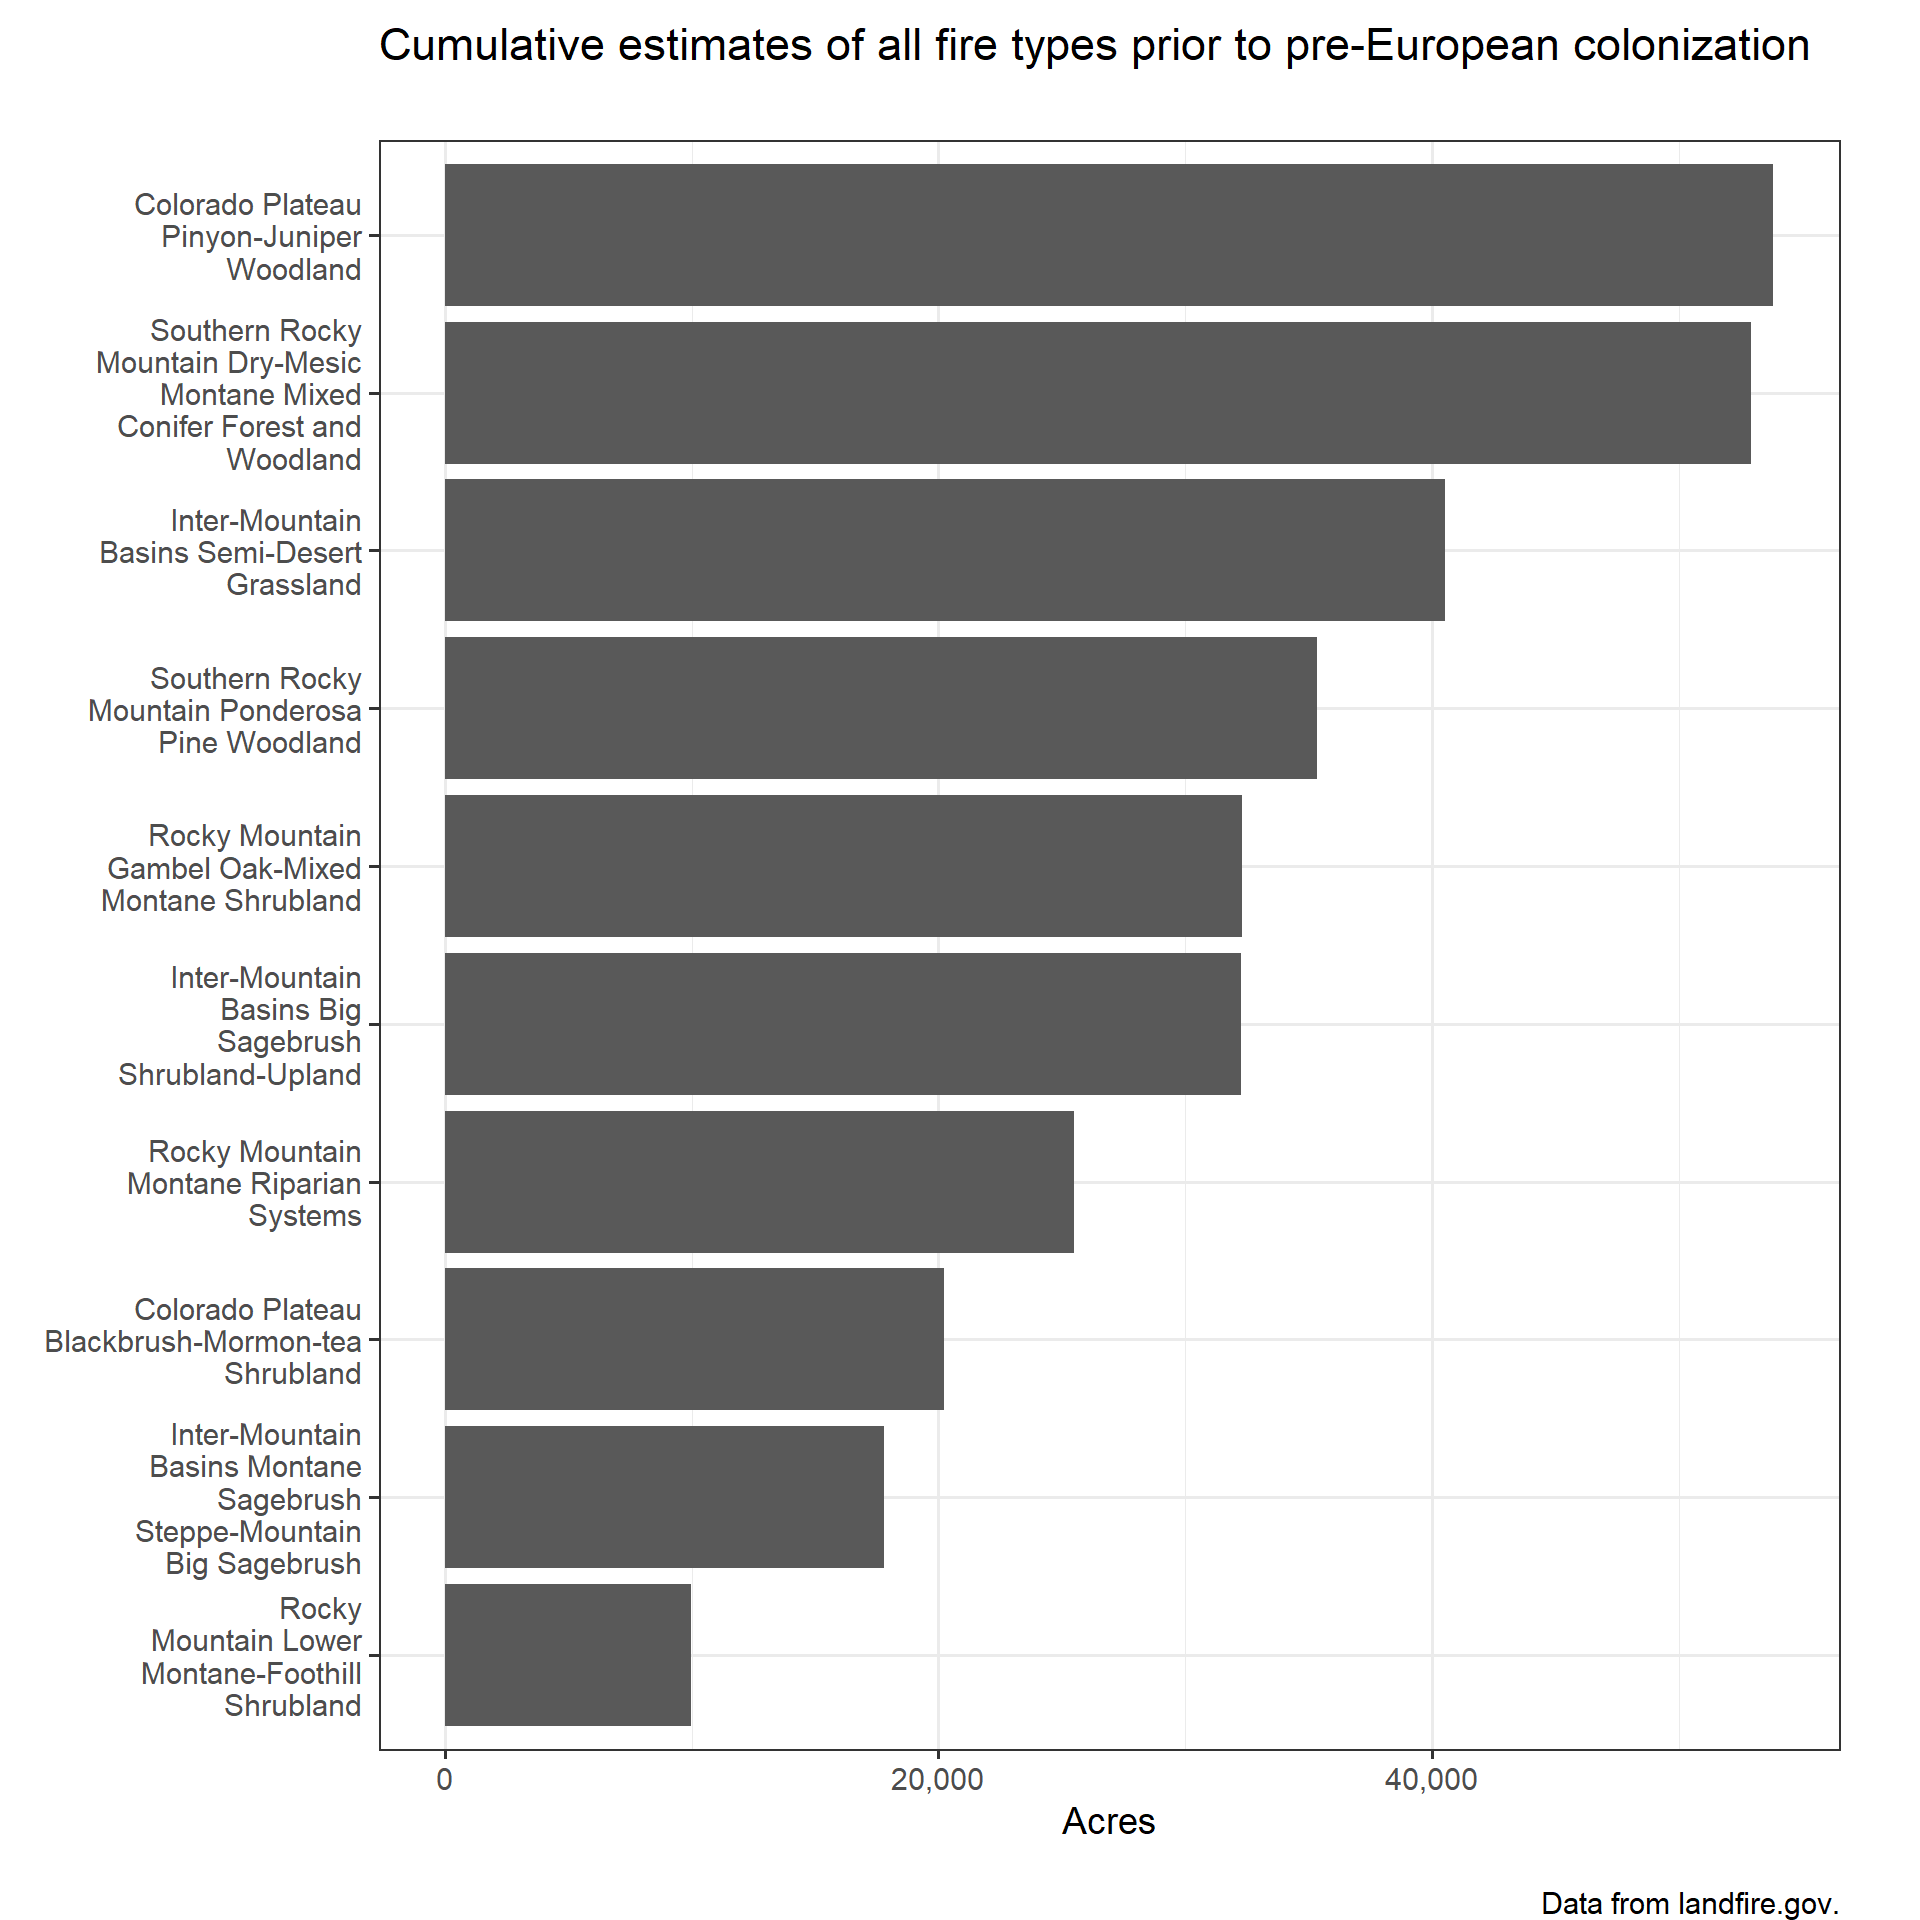 Cumulative estimates of all fire types prior to pre-European colonization
Colorado Plateau
Pinyon-Juniper
Woodland
Southern Rocky
Mountain Dry-Mesic
Montane Mixed
Conifer Forest and
Woodland
Inter-Mountain
Basins Semi-Desert
Grassland
Southern Rocky
Mountain Ponderosa
Pine Woodland
Rocky Mountain
Gambel Oak-Mixed
Montane Shrubland
Inter-Mountain
Basins Big
Sagebrush
Shrubland-Upland
Rocky Mountain
Montane Riparian
Systems
Colorado Plateau
Blackbrush-Mormon-tea
Shrubland
Inter-Mountain
Basins Montane
Sagebrush
Steppe-Mountain
Big Sagebrush
Rocky
Mountain Lower
Montane-Foothill
Shrubland
0 20,000 40,000
Acres
Data from landfire.gov.